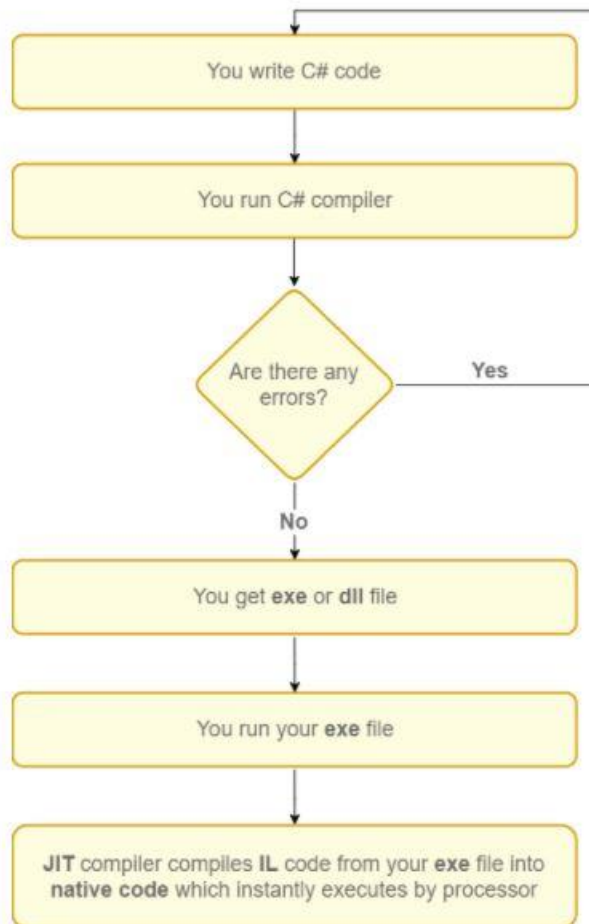 You write C# code
You run C# compiler
Are there any
errors?
Yes
No
You get exe or dll file
You run your exe file
JIT compiler compiles IL code from your exe file into
native code which instantly executes by processor